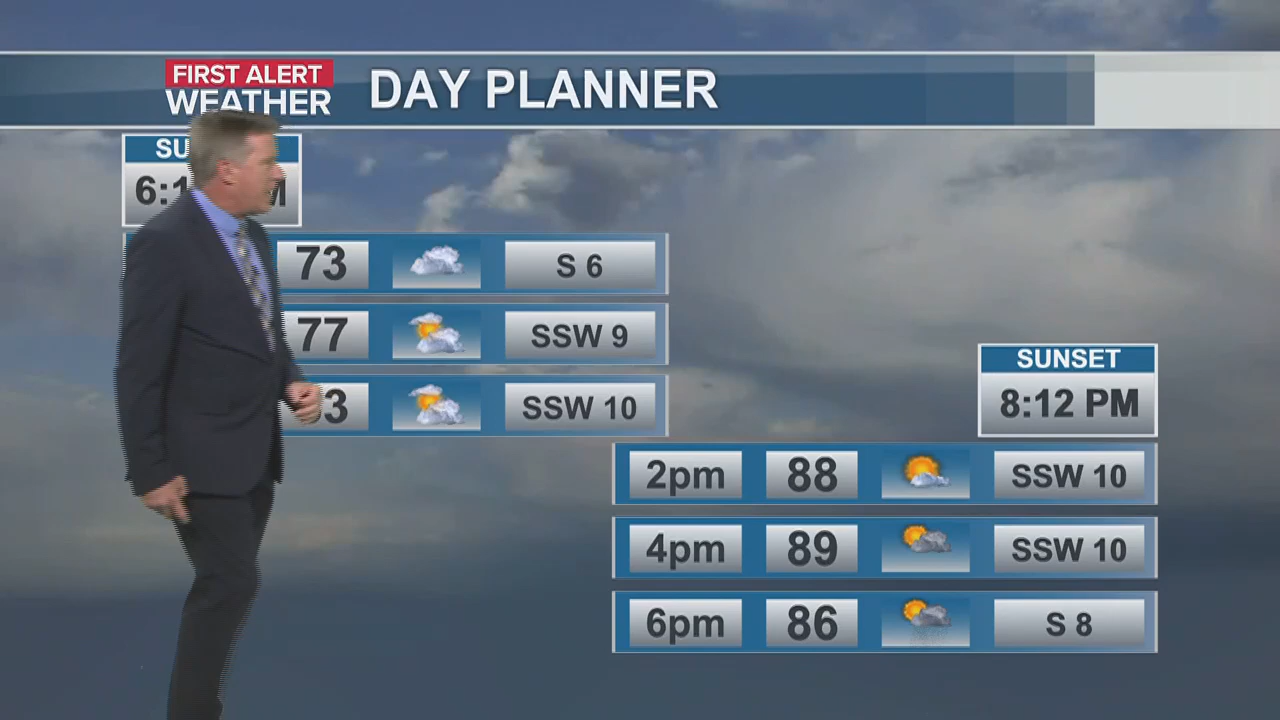 FIRST ALERT
WEATHER
DAY PLANNER
73
S 6
77
SSW 9
3
SSW 10
SUNSET
8:12 PM
2pm
88
SSW 10
4pm
89
SSW 10
6pm
86
S 8